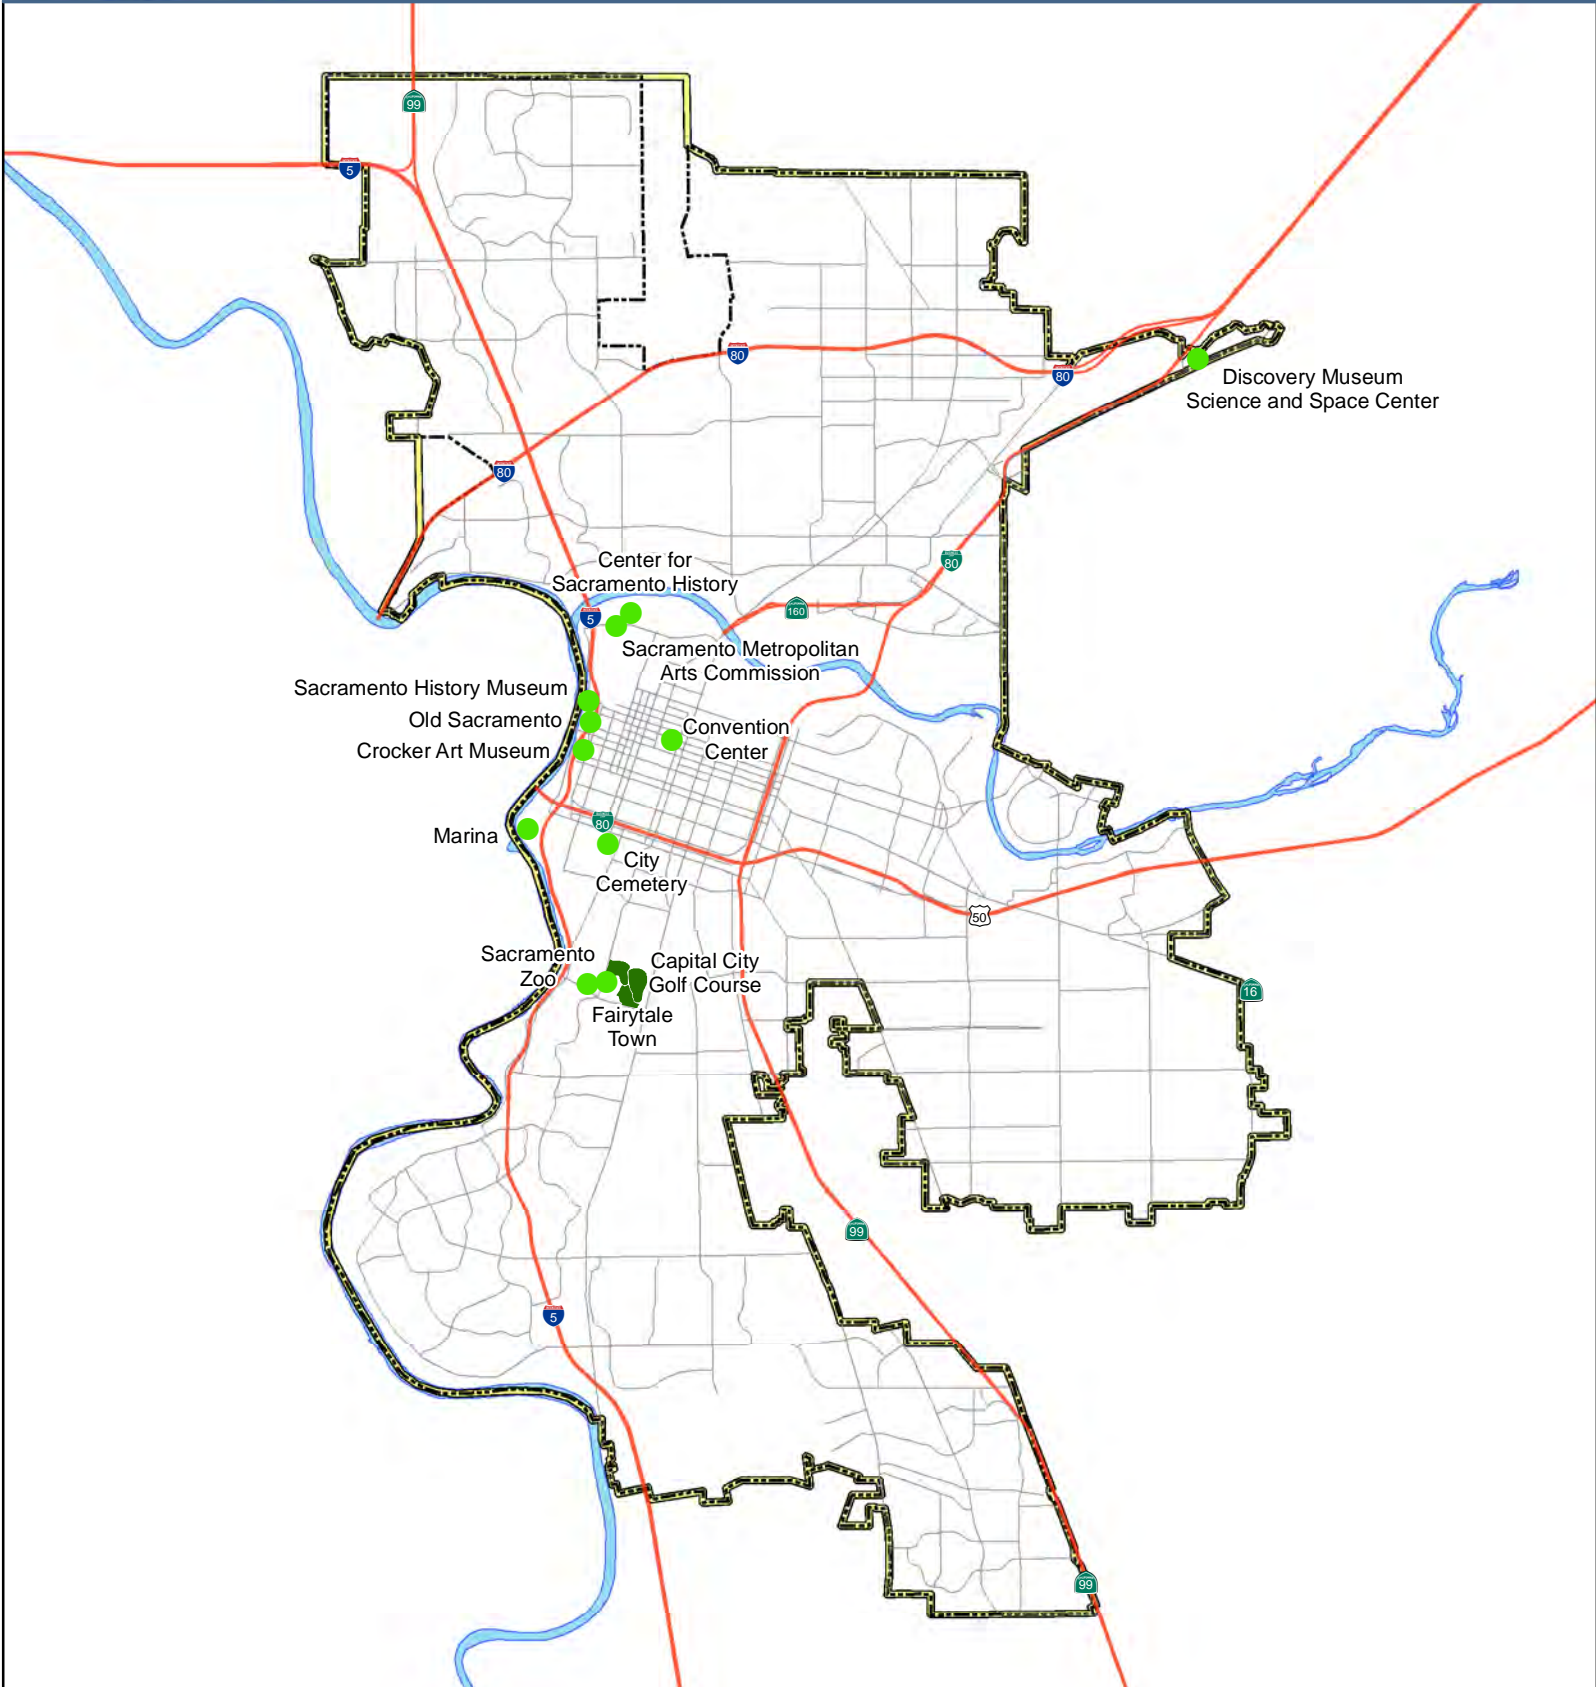 99
5
80
80
Discovery Museum
Science and Space Center
80
Center for
Sacramento History
80
5
160
Sacramento Metropolitan
Arts Commission
Sacramento History Museum
Old Sacramento
Convention
Center
Crocker Art Museum
80
Marina
City
Cemetery
50
Sacramento
Zoo
Capital City
Golf Course
16
Fairytale
Town
99
5
99